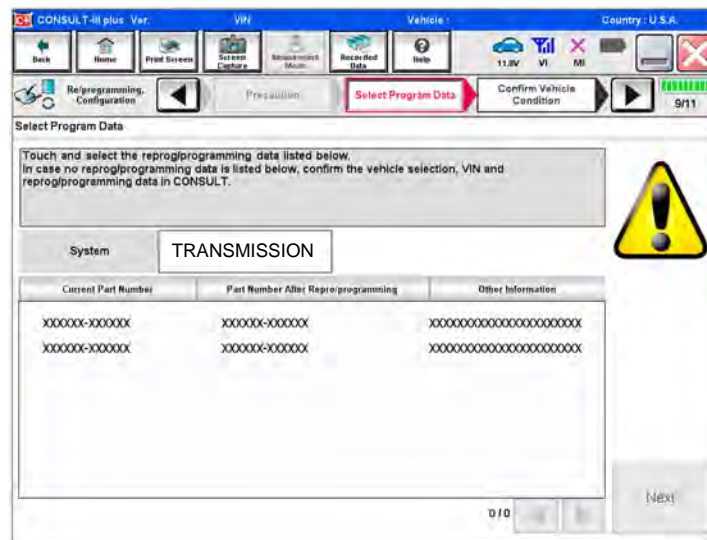 CONSULT-III plus Ver. VIN Vehicle : Country : U.S.A.
Back
Home
Print Screen
Screen Capture
Measurement Mode
Recorded Data
Help
11.8V VI MI
Re/programming, Configuration
Precaution
Select Program Data
Confirm Vehicle Condition
9/11
Select Program Data
Touch and select the reprog/programming data listed below.
In case no reprog/programming data is listed below, confirm the vehicle selection, VIN and
reprog/programming data in CONSULT.
System TRANSMISSION
Current Part Number Part Number After Repro/programming Other Information
XXXXXX-XXXXXX XXXXXX-XXXXXX XXXXXXXXXXXXXXXXXXXXXXX
XXXXXX-XXXXXX XXXXXX-XXXXXX XXXXXXXXXXXXXXXXXXXXXXX
0/0
Next